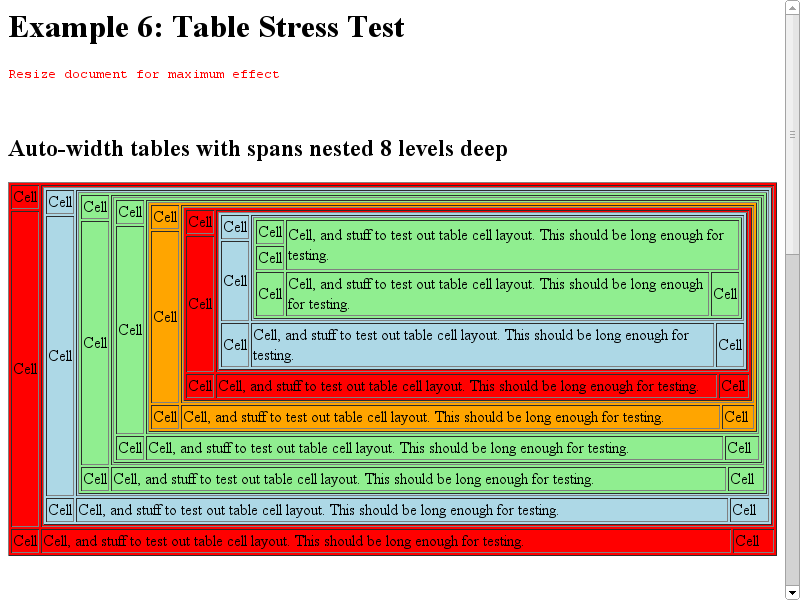 Example 6: Table Stress Test
Resize document for maximum effect
Auto-width tables with spans nested 8 levels deep
Cell
Cell
Cell
Cell
Cell
Cell
Cell
Cell Cell, and stuff to test out table cell layout. This should be long enough for
testing.
Cell
Cell
Cell Cell, and stuff to test out table cell layout. This should be long enough
for testing. Cell
Cell
Cell
Cell
Cell
Cell
Cell
Cell Cell, and stuff to test out table cell layout. This should be long enough for
testing. Cell
Cell Cell, and stuff to test out table cell layout. This should be long enough for testing. Cell
Cell Cell, and stuff to test out table cell layout. This should be long enough for testing. Cell
Cell Cell, and stuff to test out table cell layout. This should be long enough for testing. Cell
Cell Cell, and stuff to test out table cell layout. This should be long enough for testing. Cell
Cell Cell, and stuff to test out table cell layout. This should be long enough for testing. Cell
Cell Cell, and stuff to test out table cell layout. This should be long enough for testing. Cell